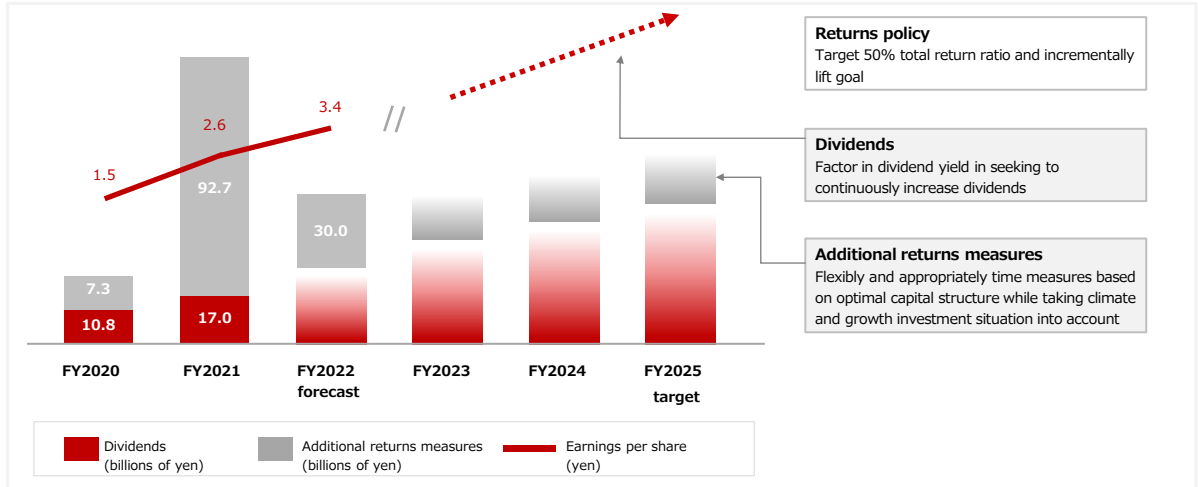 Returns policy
Target 50% total return ratio and incrementally
lift goal
Dividends
Factor in dividend yield in seeking to
continuously increase dividends
Additional returns measures
Flexibly and appropriately time measures based
on optimal capital structure while taking climate
and growth investment situation into account
1.5
2.6
3.4
//
7.3
10.8
92.7
17.0
30.0
FY2020
FY2021
FY2022
forecast
FY2023
FY2024
FY2025
target
Dividends
(billions of yen)
Additional returns measures
(billions of yen)
Earnings per share
(yen)